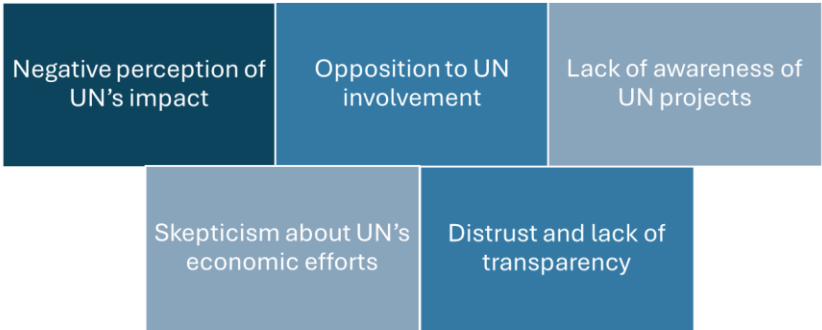 Negative perception of
UN’s impact
Opposition to UN
involvement
Lack of awareness of
UN projects
Skepticism about UN’s
economic efforts
Distrust and lack of
transparency